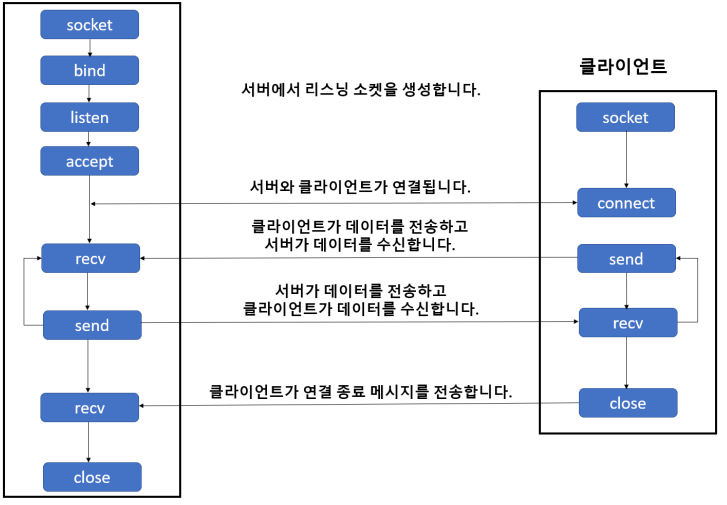 socket
bind
listen
accept
recv
send
recv
close
서버에서 리스닝 소켓을 생성합니다.
서버와 클라이언트가 연결됩니다.
클라이언트가 데이터를 전송하고
서버가 데이터를 수신합니다.
서버가 데이터를 전송하고
클라이언트가 데이터를 수신합니다.
클라이언트가 연결 종료 메시지를 전송합니다.
클라이언트
socket
connect
send
recv
close